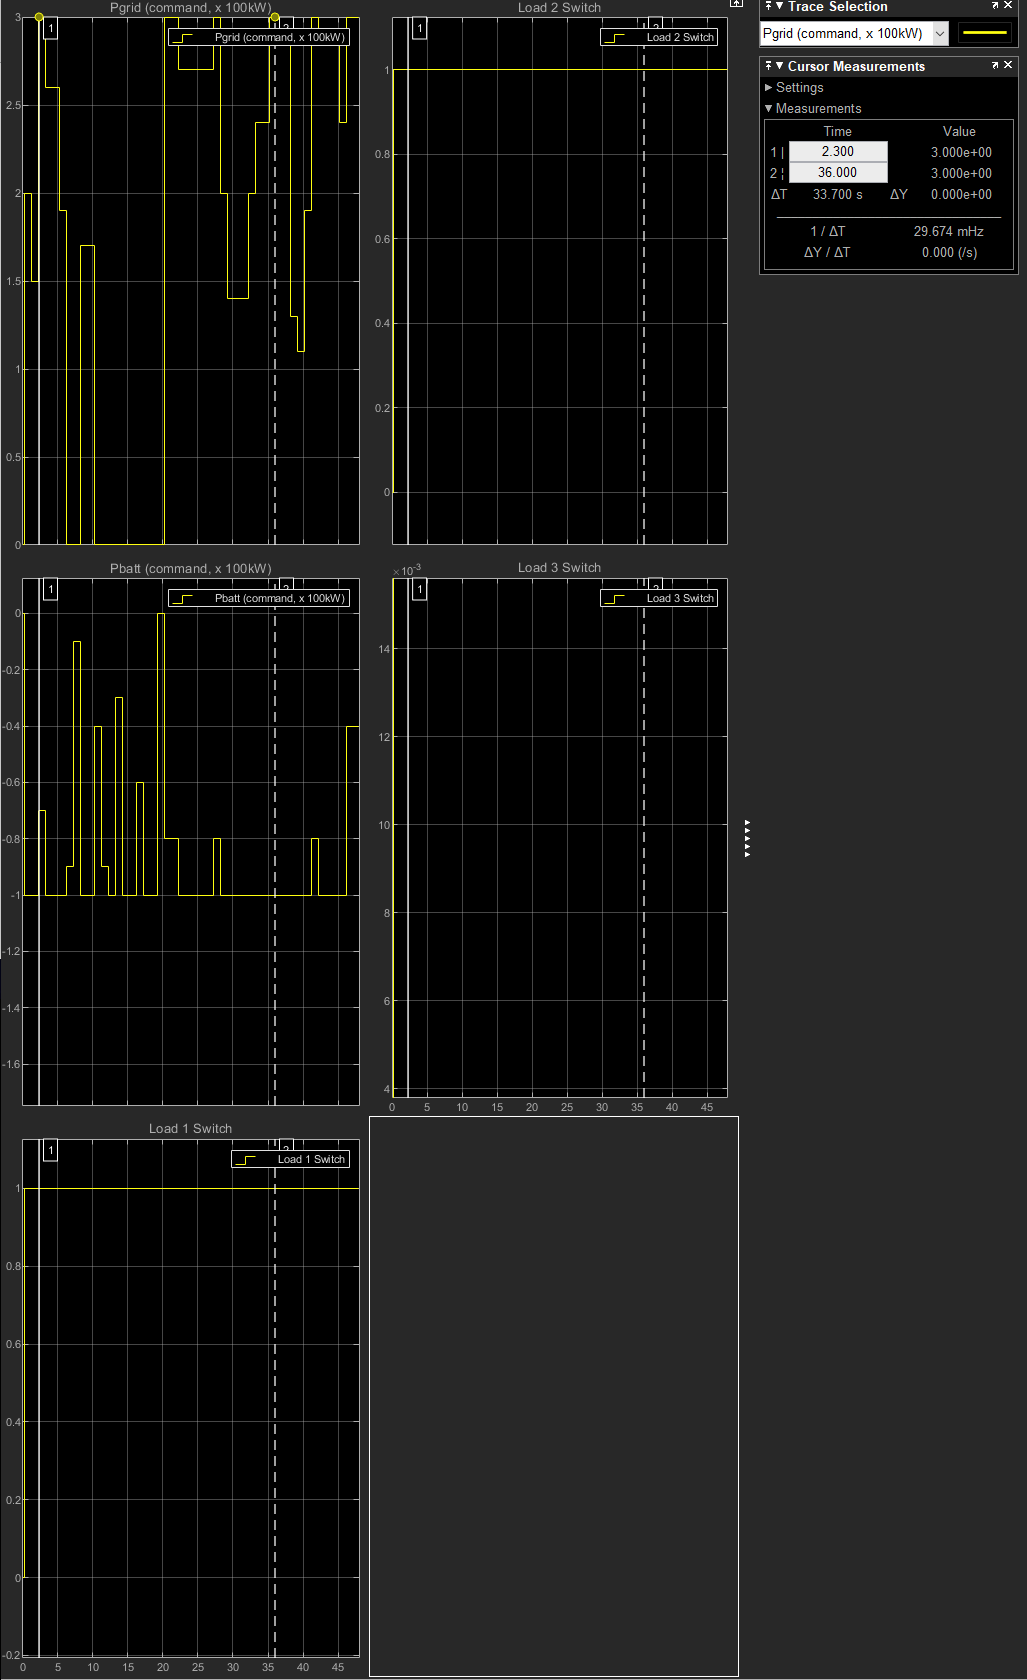 Pgrid (command, x 100kW)
1
2
Pgrid (command, x 100kW)
3
2.5
2
1.5
1
0.5
0
Load 2 Switch
1
2
Load 2 Switch
1
0.8
0.6
0.4
0.2
0
Pbatt (command, x 100kW)
1
2
Pbatt (command, x 100kW)
0
-0.2
-0.4
-0.6
-0.8
-1
-1.2
-1.4
-1.6
Load 3 Switch
×10-3
1
2
Load 3 Switch
14
12
10
8
6
4
0 5 10 15 20 25 30 35 40 45
Load 1 Switch
1
2
Load 1 Switch
1
0.8
0.6
0.4
0.2
0
-0.2
0 5 10 15 20 25 30 35 40 45
Trace Selection
Pgrid (command, x 100kW)
Cursor Measurements
Settings
Measurements
Time Value
1 | 2.300 3.000e+00
2 ¦ 36.000 3.000e+00
ΔT 33.700 s ΔY 0.000e+00
1 / ΔT 29.674 mHz
ΔY / ΔT 0.000 (/s)